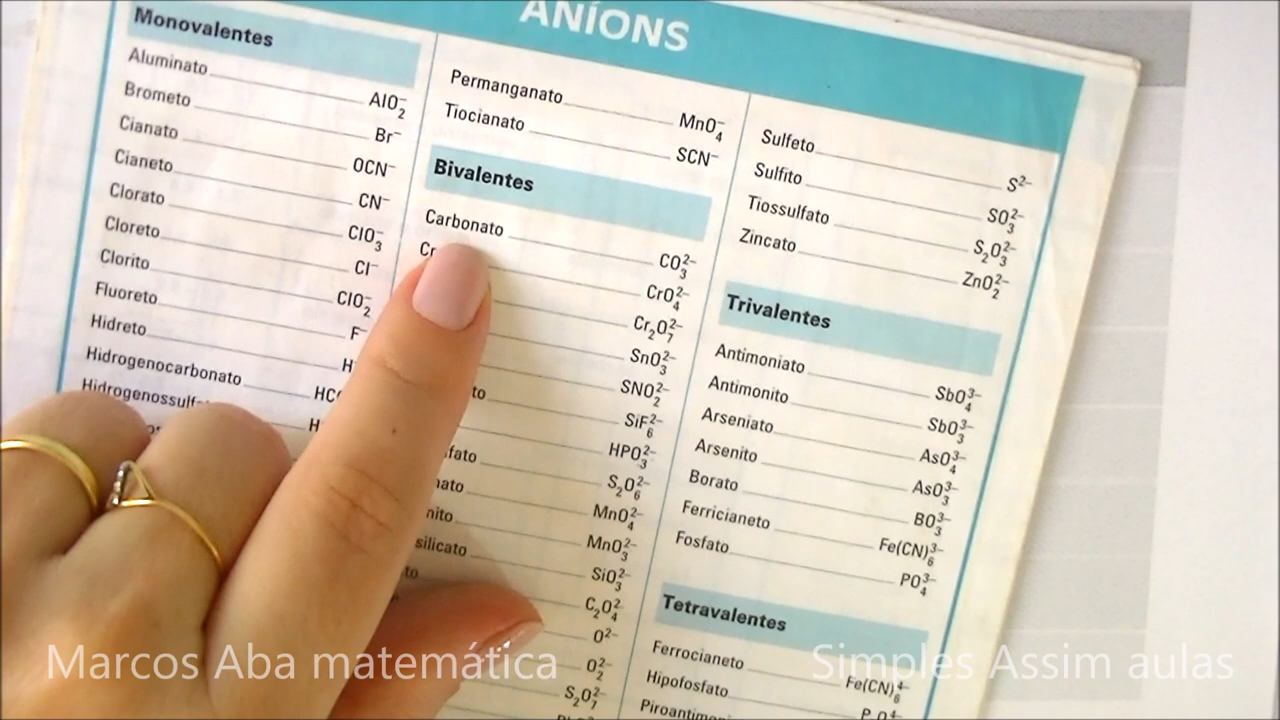 ANÍONS
Monovalentes
Aluminato AlO₂⁻
Brometo Br⁻
Cianato OCN⁻
Cianeto CN⁻
Clorato ClO₃⁻
Cloreto Cl⁻
Clorito ClO₂⁻
Fluoreto F⁻
Hidreto H
Hidrogenocarbonato
Permanganato MnO₄⁻
Tiocianato SCN⁻
Bivalentes
Carbonato CO₃²⁻
CrO₄²⁻
Cr₂O₇²⁻
SnO₃²⁻
SNO₂²⁻
SiF₆²⁻
HPO₃²⁻
S₂O₆²⁻
MnO₄²⁻
MnO₃²⁻
silicato SiO₃²⁻
C₂O₄²⁻
O²⁻
O₂²⁻
S₂O₇²⁻
Sulfeto S²⁻
Sulfito SO₃²⁻
Tiossulfato S₂O₃²⁻
Zincato ZnO₂²⁻
Trivalentes
Antimoniato SbO₄³⁻
Antimonito SbO₃³⁻
Arseniato AsO₄³⁻
Arsenito AsO₃³⁻
Borato BO₃³⁻
Ferricianeto Fe(CN)₆³⁻
Fosfato PO₄³⁻
Tetravalentes
Ferrocianeto Fe(CN)₆⁴⁻
Hipofosfato
Marcos Aba matemática
Simples Assim aulas